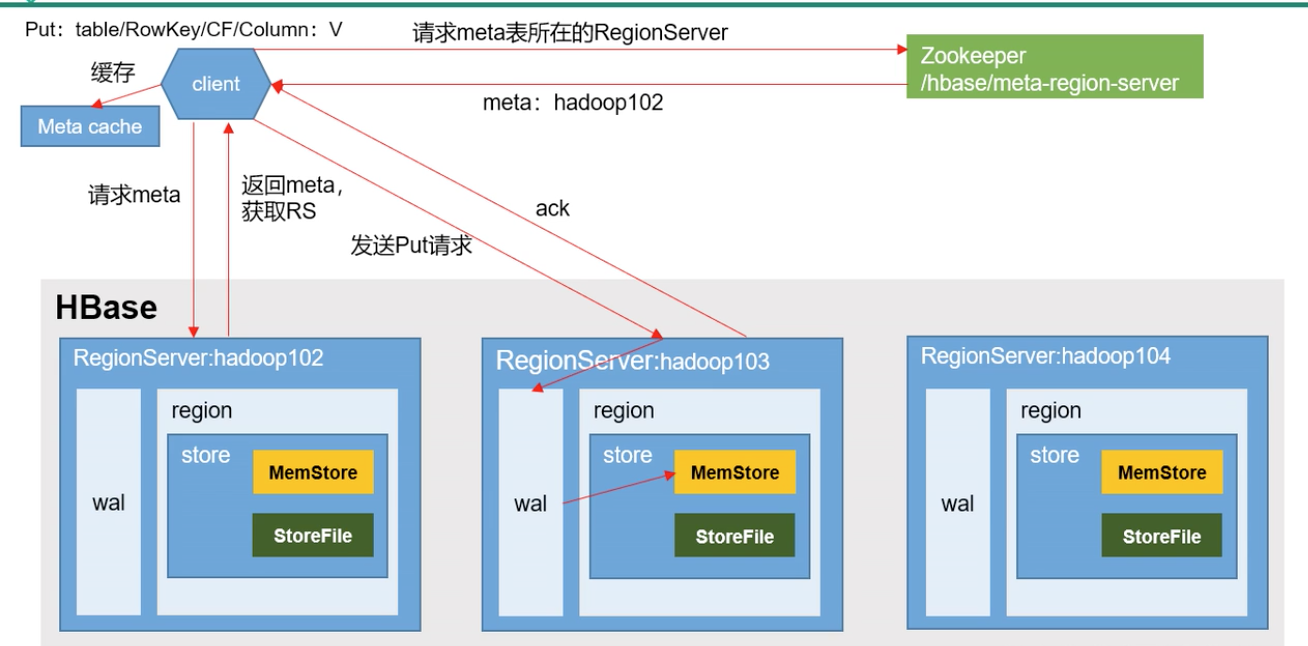 Put：table/RowKey/CF/Column：V
请求meta表所在的RegionServer
Zookeeper
/hbase/meta-region-server
缓存
client
meta：hadoop102
Meta cache
请求meta
返回meta，
获取RS
ack
发送Put请求
HBase
RegionServer:hadoop102
wal
region
store
MemStore
StoreFile
RegionServer:hadoop103
wal
region
store
MemStore
StoreFile
RegionServer:hadoop104
wal
region
store
MemStore
StoreFile